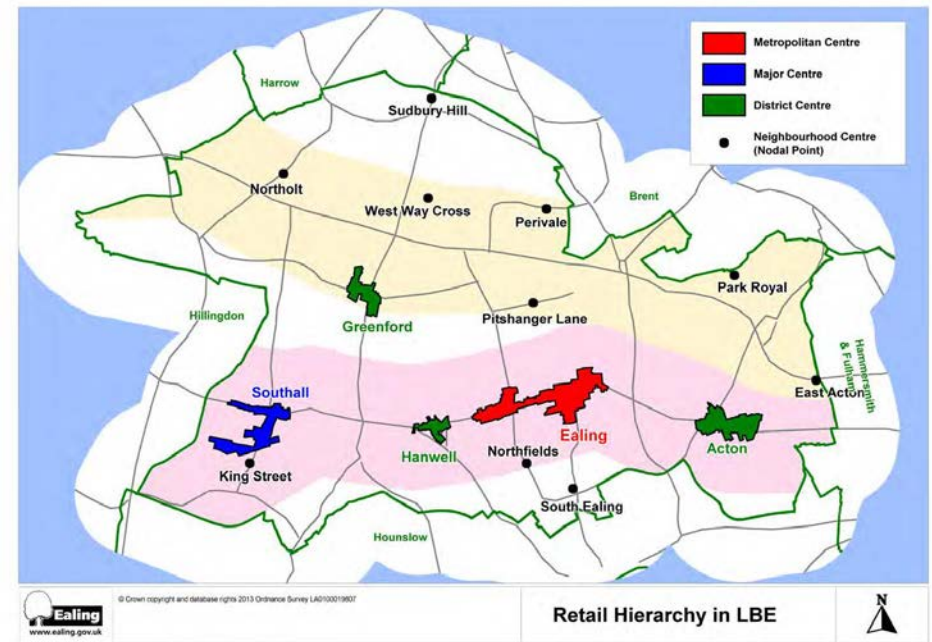 Metropolitan Centre
Major Centre
District Centre
Neighbourhood Centre
(Nodal Point)
Harrow
Sudbury Hill
Northolt
West Way Cross
Perivale
Brent
Park Royal
Hillingdon
Greenford
Pitshanger Lane
Hammersmith
& Fulham
East Acton
Southall
Ealing
Hanwell
Northfields
Acton
King Street
South Ealing
Hounslow
Ealing
www.ealing.gov.uk
© Crown copyright and database rights 2013 Ordnance Survey LA0100019807
Retail Hierarchy in LBE
N